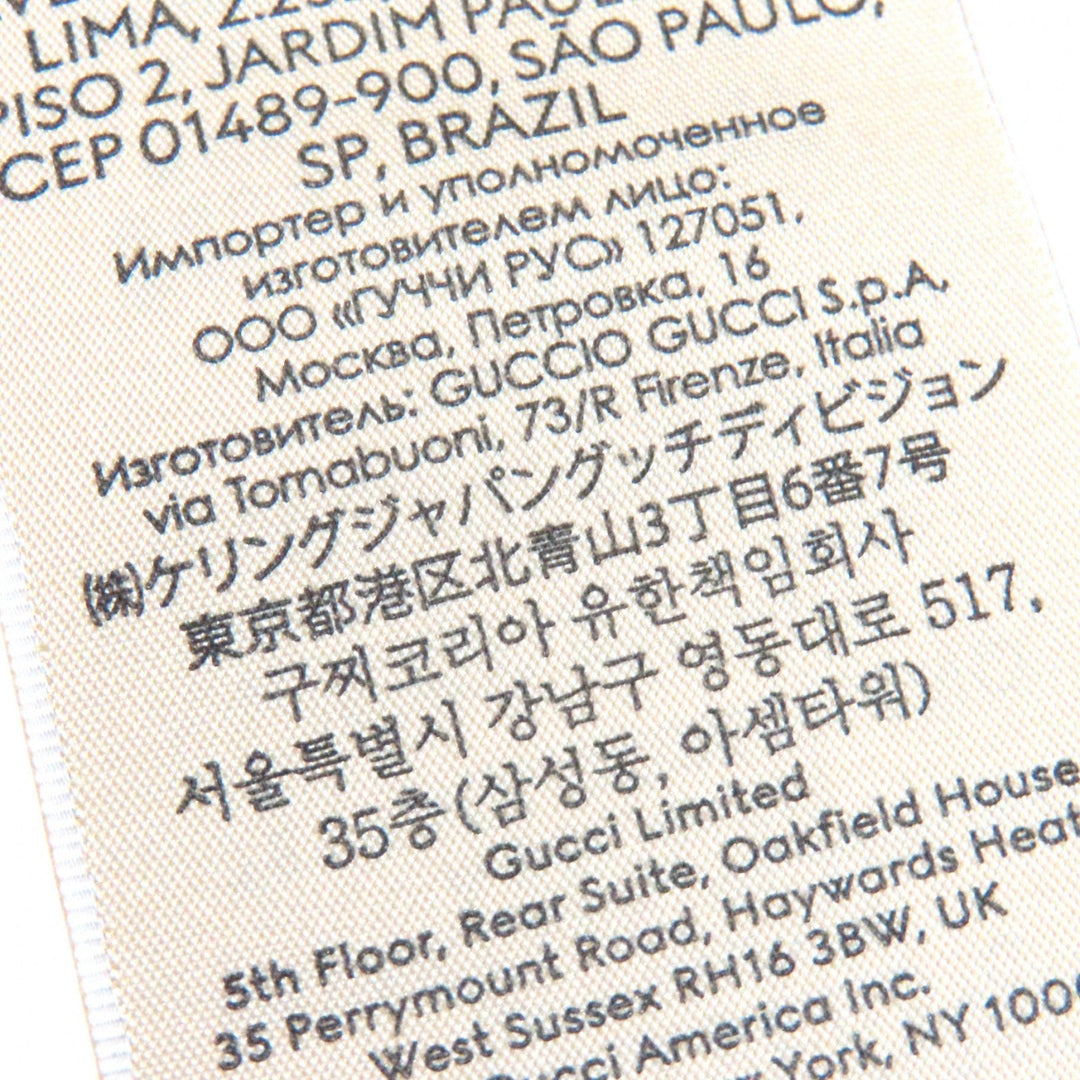 LIMA,
PISO 2, JARDIM
CEP 01489-900, SÃO PAULO,
SP, BRAZIL
Импортер и уполномоченное
изготовителем лицо:
ООО «ГУЧЧИ РУС» 127051,
Москва, Петровка, 16
Изготовитель: GUCCIO GUCCI S.p.A,
via Tornabuoni, 73/R Firenze, Italia
㈱ケリングジャパングッチディビジョン
東京都港区北青山3丁目6番7号
구찌코리아 유한책임회사
서울특별시 강남구 영동대로 517,
35층(삼성동, 아셈타워)
Gucci Limited
5th Floor, Rear Suite, Oakfield House
35 Perrymount Road, Haywards Heat
West Sussex RH16 3BW, UK
Gucci America Inc.
York, NY